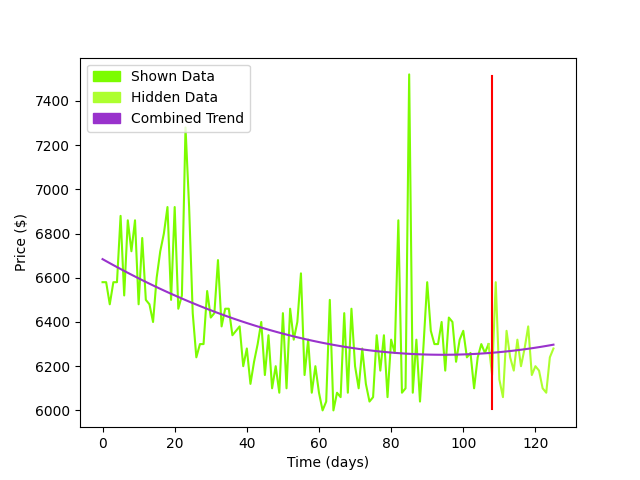 Shown Data
Hidden Data
Combined Trend
Price ($)
7400
7200
7000
6800
6600
6400
6200
6000
0 20 40 60 80 100 120
Time (days)